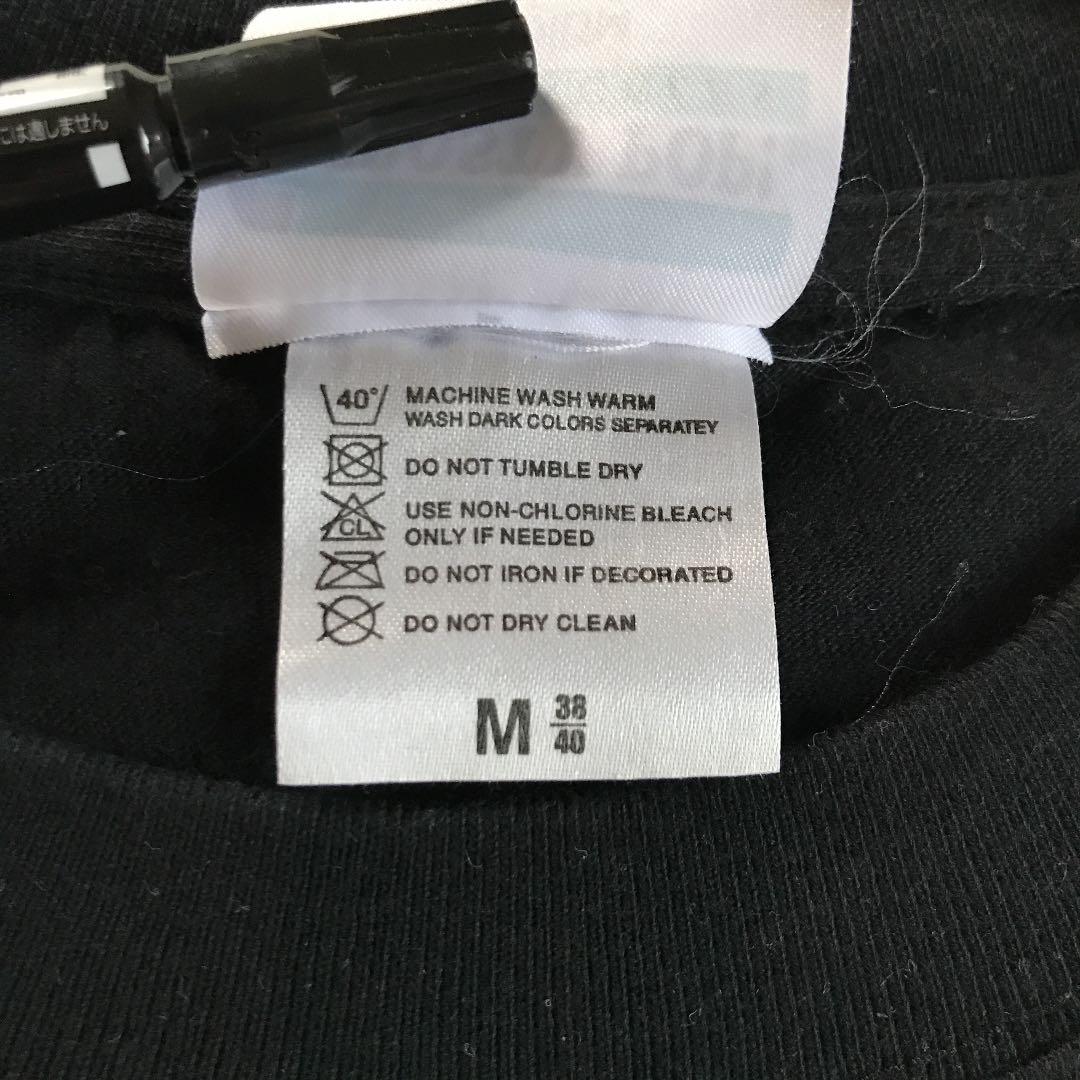 には適しません
40° MACHINE WASH WARM
WASH DARK COLORS SEPARATEY
DO NOT TUMBLE DRY
CL USE NON-CHLORINE BLEACH
ONLY IF NEEDED
DO NOT IRON IF DECORATED
DO NOT DRY CLEAN
M 38
40